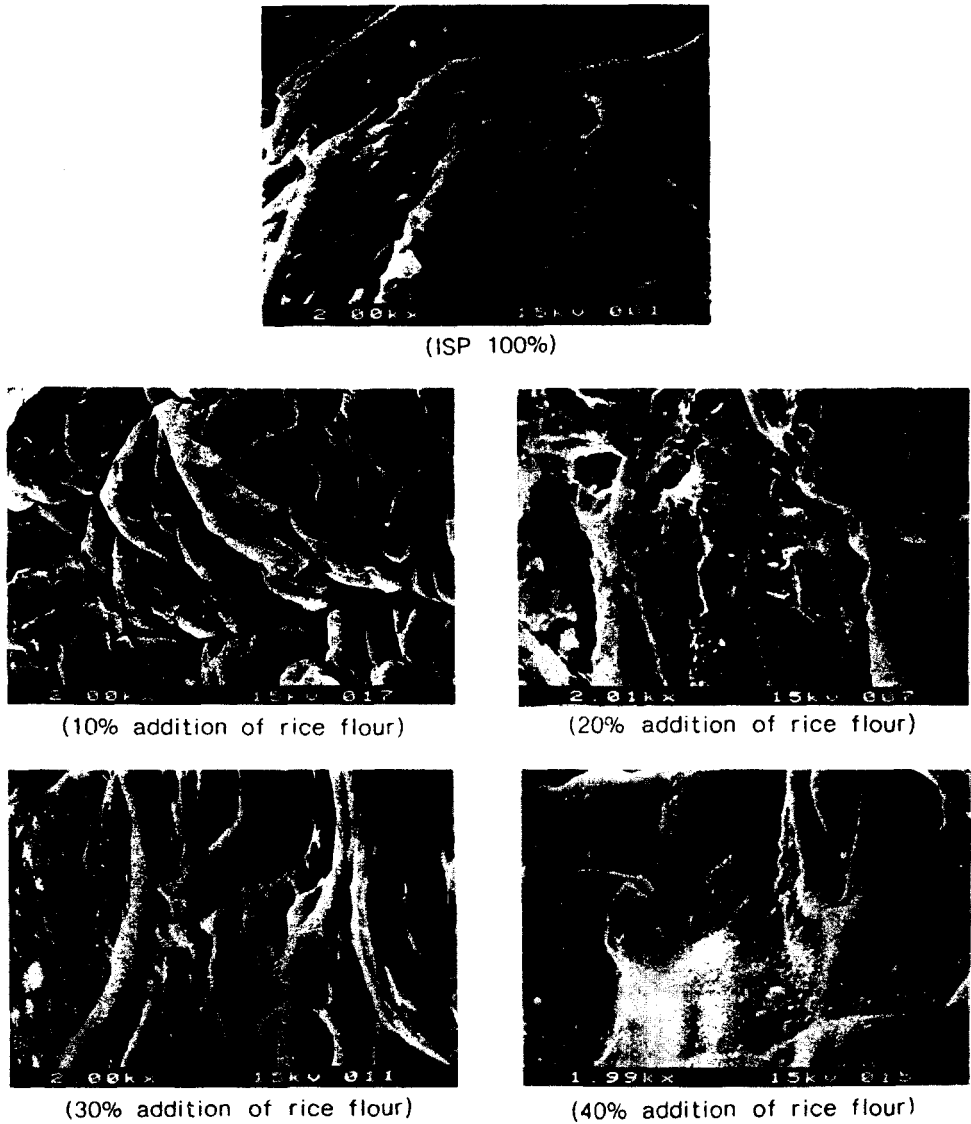 2.00kx 15kv 001
(ISP 100%)
2.00kx 15kv 017
2.01kx 15kv 007
(10% addition of rice flour)
(20% addition of rice flour)
2.00kx 15kv 011
1.99kx 15kv 015
(30% addition of rice flour)
(40% addition of rice flour)